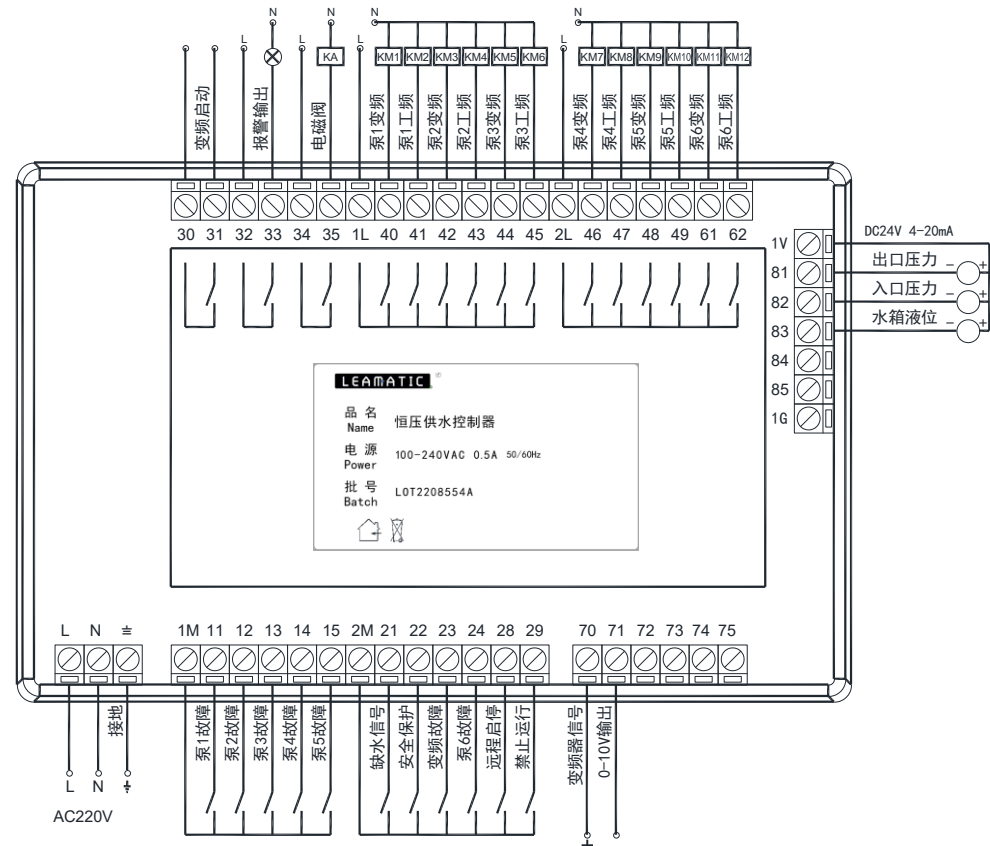 N N N N
L L L L
KA KM1 KM2 KM3 KM4 KM5 KM6 KM7 KM8 KM9 KM10 KM11 KM12
变频启动 报警输出 电磁阀 泵1变频 泵1工频 泵2变频 泵2工频 泵3变频 泵3工频 泵4变频 泵4工频 泵5变频 泵5工频 泵6变频 泵6工频
30 31 32 33 34 35 1L 40 41 42 43 44 45 2L 46 47 48 49 61 62
1V DC24V 4-20mA
81 出口压力 - +
82 入口压力 - +
83 水箱液位 - +
84
85
1G
LEAMATIC ®
品名 恒压供水控制器
Name
电源 100-240VAC 0.5A 50/60Hz
Power
批号 LOT2208554A
Batch
L N 1M 11 12 13 14 15 2M 21 22 23 24 28 29 70 71 72 73 74 75
接地 泵1故障 泵2故障 泵3故障 泵4故障 泵5故障 缺水信号 安全保护 变频故障 泵6故障 远程启停 禁止运行 变频器信号 0-10V输出
L N
AC220V